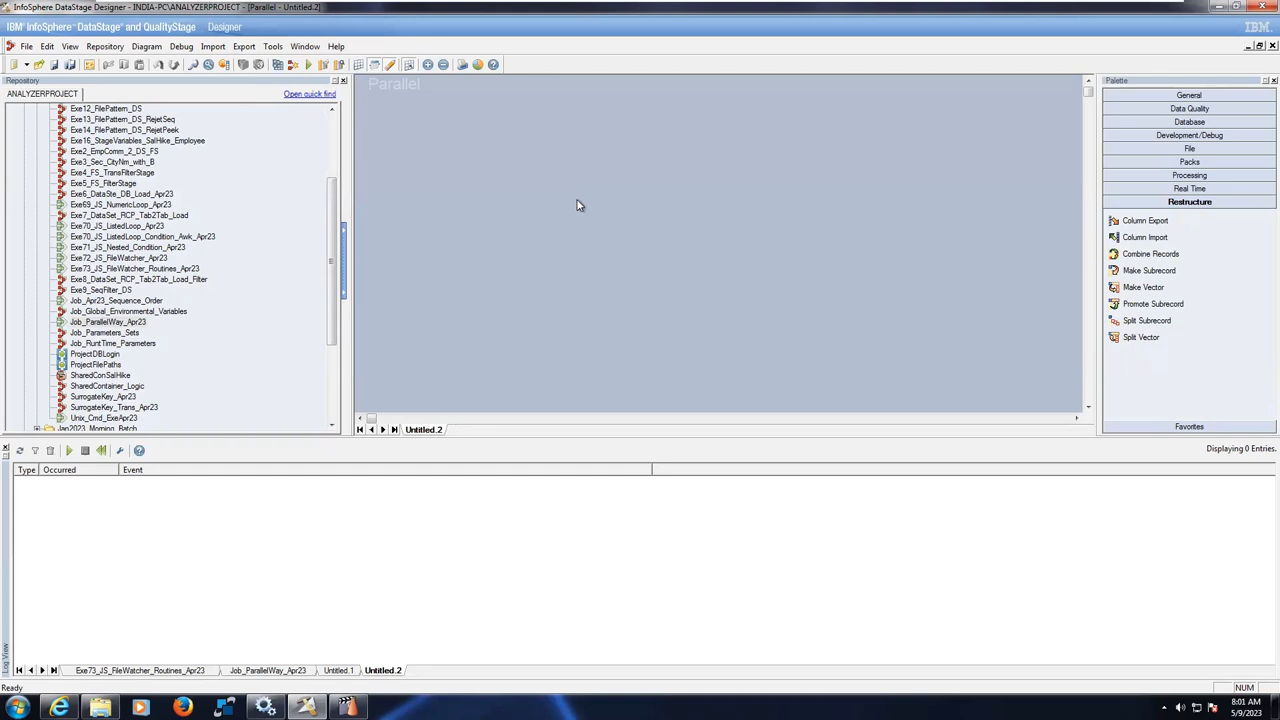 InfoSphere DataStage Designer - INDIA-PC\ANALYZERPROJECT - [Parallel - Untitled.2]
IBM® InfoSphere™ DataStage® and QualityStage® Designer IBM
File Edit View Repository Diagram Debug Import Export Tools Window Help
Repository
ANALYZERPROJECT Open quick find
Exe12_FilePattern_DS
Exe13_FilePattern_DS_RejetSeq
Exe14_FilePattern_DS_RejetPeek
Exe16_StageVariables_SalHike_Employee
Exe2_EmpComm_2_DS_FS
Exe3_Sec_CityNm_with_B
Exe4_FS_TransFilterStage
Exe5_FS_FilterStage
Exe6_DataSte_DB_Load_Apr23
Exe69_JS_NumericLoop_Apr23
Exe7_DataSet_RCP_Tab2Tab_Load
Exe70_JS_ListedLoop_Apr23
Exe70_JS_ListedLoop_Condition_Awk_Apr23
Exe71_JS_Nested_Condition_Apr23
Exe72_JS_FileWatcher_Apr23
Exe73_JS_FileWatcher_Routines_Apr23
Exe8_DataSet_RCP_Tab2Tab_Load_Filter
Exe9_SeqFilter_DS
Job_Apr23_Sequence_Order
Job_Global_Environmental_Variables
Job_ParallelWay_Apr23
Job_Parameters_Sets
Job_RunTime_Parameters
ProjectDBLogin
ProjectFilePaths
SharedConSalHike
SharedContainer_Logic
SurrogateKey_Apr23
SurrogateKey_Trans_Apr23
Unix_Cmd_ExeApr23
Jan2023_Morning_Batch
Parallel
Untitled.2
Palette
General
Data Quality
Database
Development/Debug
File
Packs
Processing
Real Time
Restructure
Column Export
Column Import
Combine Records
Make Subrecord
Make Vector
Promote Subrecord
Split Subrecord
Split Vector
Favorites
Displaying 0 Entries.
Type Occurred Event
Log View
Exe73_JS_FileWatcher_Routines_Apr23 Job_ParallelWay_Apr23 Untitled.1 Untitled.2
Ready NUM
8:01 AM
5/9/2023